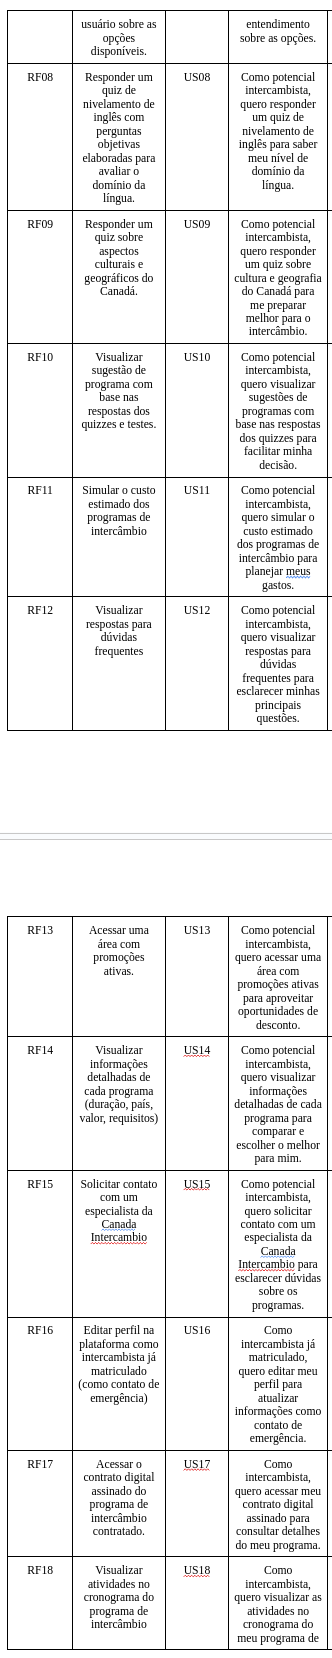 usuário sobre as
opções
disponíveis.
entendimento
sobre as opções.
RF08
Responder um
quiz de
nivelamento de
inglês com
perguntas
objetivas
elaboradas para
avaliar o
domínio da
língua.
US08
Como potencial
intercambista,
quero responder
um quiz de
nivelamento de
inglês para saber
meu nível de
domínio da
língua.
RF09
Responder um
quiz sobre
aspectos
culturais e
geográficos do
Canadá.
US09
Como potencial
intercambista,
quero responder
um quiz sobre
cultura e geografia
do Canadá para
me preparar
melhor para o
intercâmbio.
RF10
Visualizar
sugestão de
programa com
base nas
respostas dos
quizzes e testes.
US10
Como potencial
intercambista,
quero visualizar
sugestões de
programas com
base nas respostas
dos quizzes para
facilitar minha
decisão.
RF11
Simular o custo
estimado dos
programas de
intercâmbio
US11
Como potencial
intercambista,
quero simular o
custo estimado
dos programas de
intercâmbio para
planejar meus
gastos.
RF12
Visualizar
respostas para
dúvidas
frequentes
US12
Como potencial
intercambista,
quero visualizar
respostas para
dúvidas
frequentes para
esclarecer minhas
principais
questões.
RF13
Acessar uma
área com
promoções
ativas.
US13
Como potencial
intercambista,
quero acessar uma
área com
promoções ativas
para aproveitar
oportunidades de
desconto.
RF14
Visualizar
informações
detalhadas de
cada programa
(duração, país,
valor, requisitos)
US14
Como potencial
intercambista,
quero visualizar
informações
detalhadas de cada
programa para
comparar e
escolher o melhor
para mim.
RF15
Solicitar contato
com um
especialista da
Canada
Intercambio
US15
Como potencial
intercambista,
quero solicitar
contato com um
especialista da
Canada
Intercambio para
esclarecer dúvidas
sobre os
programas.
RF16
Editar perfil na
plataforma como
intercambista já
matriculado
(como contato de
emergência)
US16
Como
intercambista já
matriculado,
quero editar meu
perfil para
atualizar
informações como
contato de
emergência.
RF17
Acessar o
contrato digital
assinado do
programa de
intercâmbio
contratado.
US17
Como
intercambista,
quero acessar meu
contrato digital
assinado para
consultar detalhes
do meu programa.
RF18
Visualizar
atividades no
cronograma do
programa de
intercâmbio
US18
Como
intercambista,
quero visualizar as
atividades no
cronograma do
meu programa de